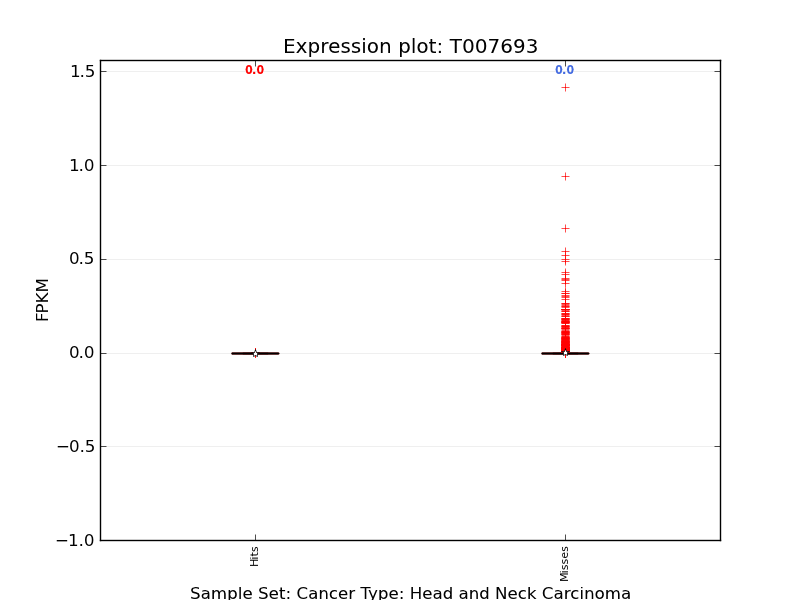 Expression plot: T007693
0.0
0.0
1.5
1.0
0.5
0.0
−0.5
−1.0
FPKM
Hits
Misses
Sample Set: Cancer Type: Head and Neck Carcinoma